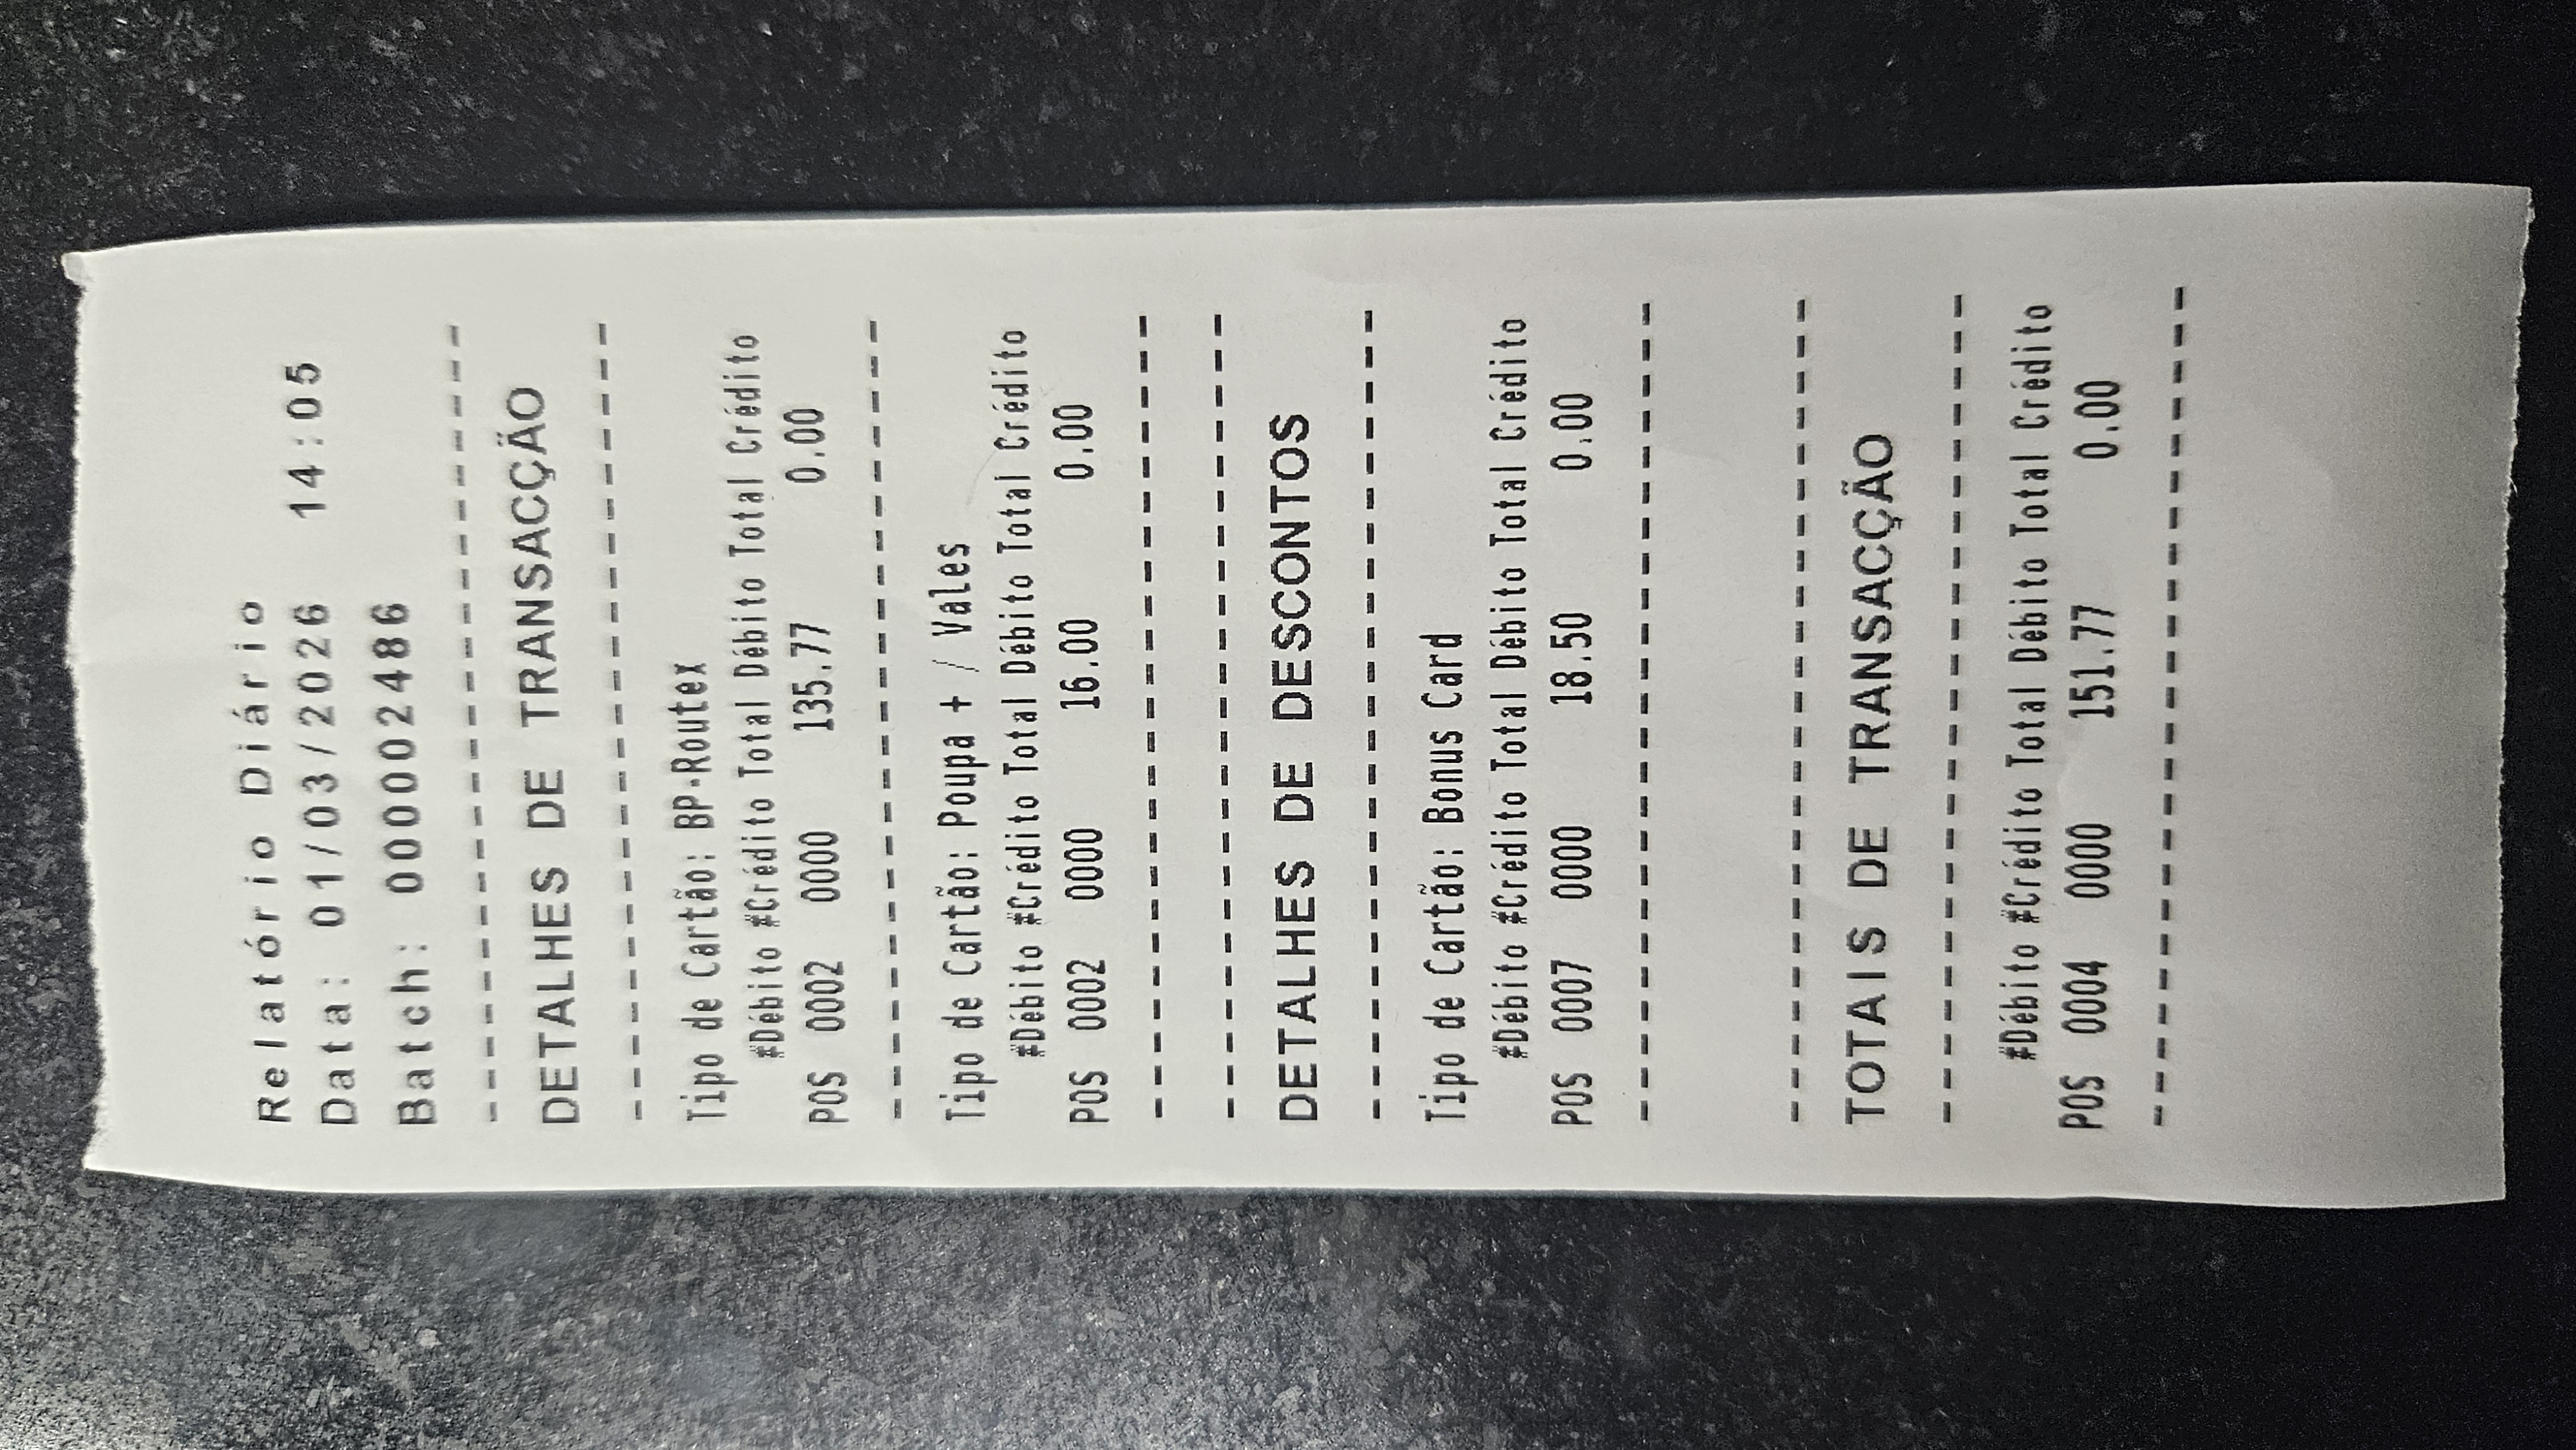 Relatório Diário
Data: 01/03/2026 14:05
Batch: 0000002486
--------------------------------
DETALHES DE TRANSACÇÃO
--------------------------------
Tipo de Cartão: BP-Routex
#Débito #Crédito Total Débito Total Crédito
POS 0002 0000 135.77 0.00
--------------------------------
Tipo de Cartão: Poupa + / Vales
#Débito #Crédito Total Débito Total Crédito
POS 0002 0000 16.00 0.00
--------------------------------
--------------------------------
DETALHES DE DESCONTOS
--------------------------------
Tipo de Cartão: Bonus Card
#Débito #Crédito Total Débito Total Crédito
POS 0007 0000 18.50 0.00
--------------------------------
--------------------------------
TOTAIS DE TRANSACÇÃO
--------------------------------
#Débito #Crédito Total Débito Total Crédito
POS 0004 0000 151.77 0.00
--------------------------------